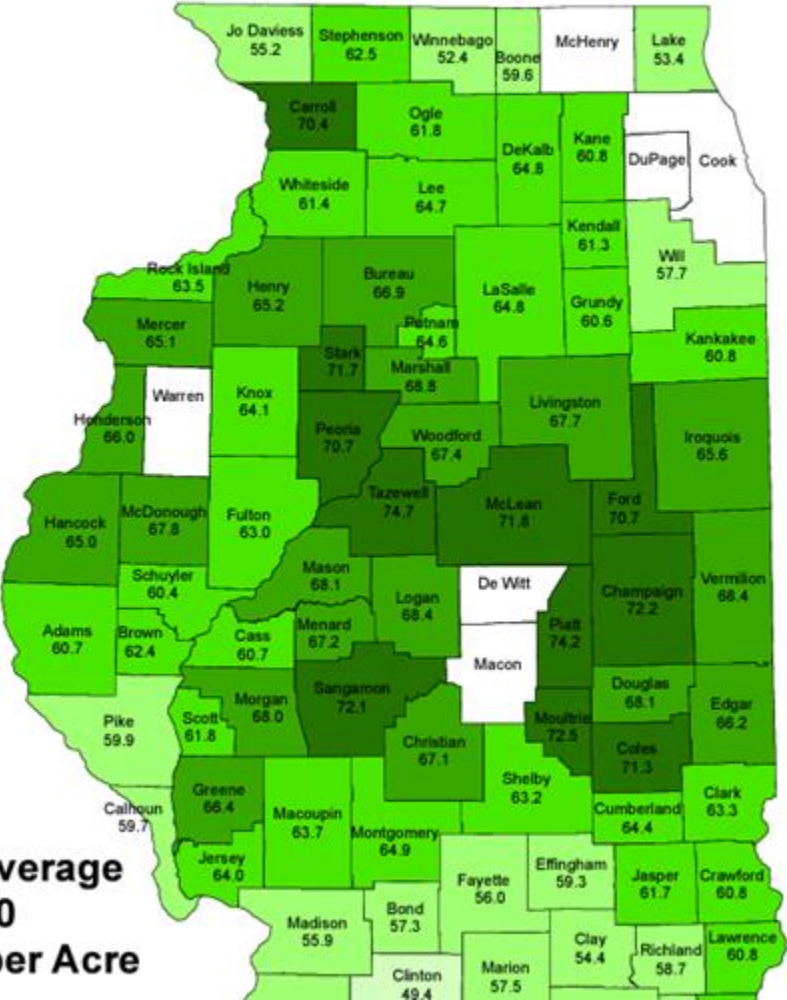 Jo Daviess
55.2
Stephenson
62.5
Winnebago
52.4
Boone
59.6
McHenry
Lake
53.4
Carroll
70.4
Ogle
61.8
DeKalb
64.8
Kane
60.8
DuPage
Cook
Whiteside
61.4
Lee
64.7
Kendall
61.3
Will
57.7
Rock Island
63.5
Henry
65.2
Bureau
66.9
LaSalle
64.8
Grundy
60.6
Putnam
64.6
Mercer
65.1
Kankakee
60.8
Stark
71.7
Marshall
68.8
Henderson
66.0
Warren
Knox
64.1
Peoria
70.7
Woodford
67.4
Livingston
67.7
Iroquois
65.6
Hancock
65.0
McDonough
67.8
Fulton
63.0
Tazewell
74.7
McLean
71.8
Ford
70.7
Schuyler
60.4
Mason
68.1
Logan
68.4
De Witt
Champaign
72.2
Vermilion
68.4
Adams
60.7
Brown
62.4
Cass
60.7
Menard
67.2
Piatt
74.2
Macon
Pike
59.9
Scott
61.8
Morgan
68.0
Sangamon
72.1
Christian
67.1
Moultrie
72.5
Douglas
68.1
Edgar
66.2
Coles
71.3
Calhoun
59.7
Greene
66.4
Macoupin
63.7
Montgomery
64.9
Shelby
63.2
Cumberland
64.4
Clark
63.3
Jersey
64.0
Fayette
56.0
Effingham
59.3
Jasper
61.7
Crawford
60.8
Madison
55.9
Bond
57.3
Clay
54.4
Richland
58.7
Lawrence
60.8
Clinton
49.4
Marion
57.5
verage
0
per Acre